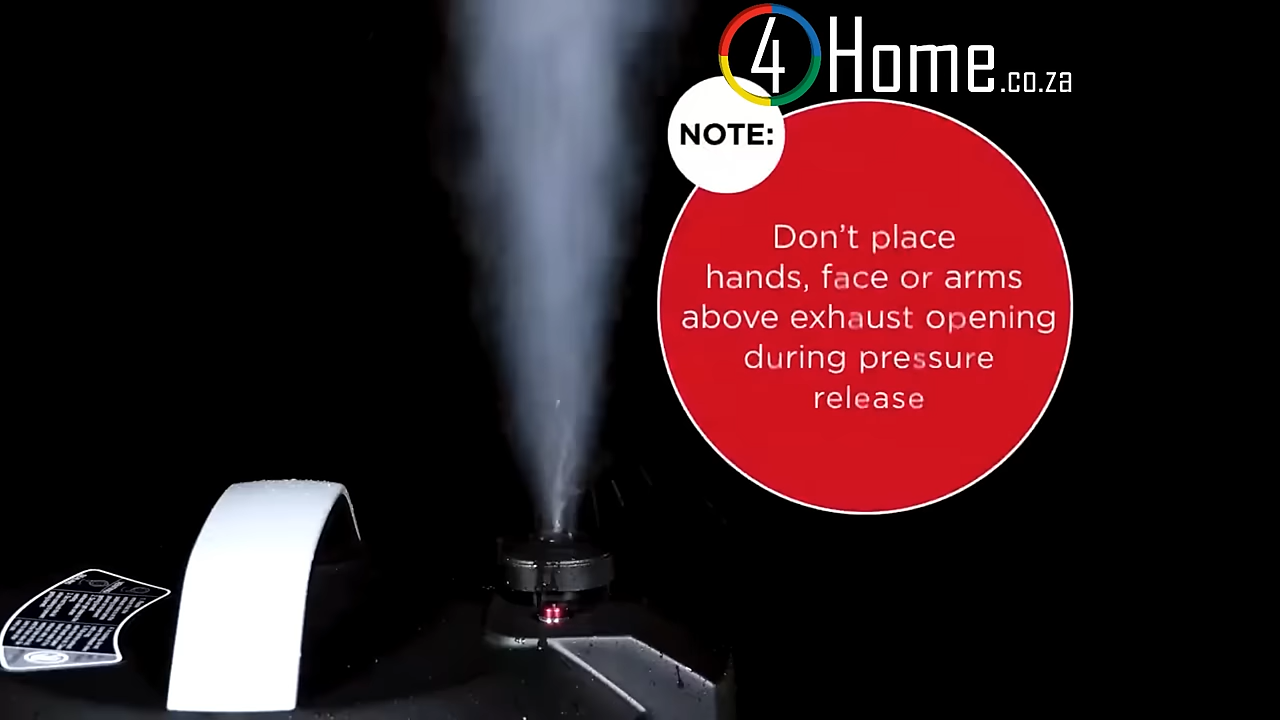 4Home.co.za
NOTE:
Don't place
hands, face or arms
above exhaust opening
during pressure
release